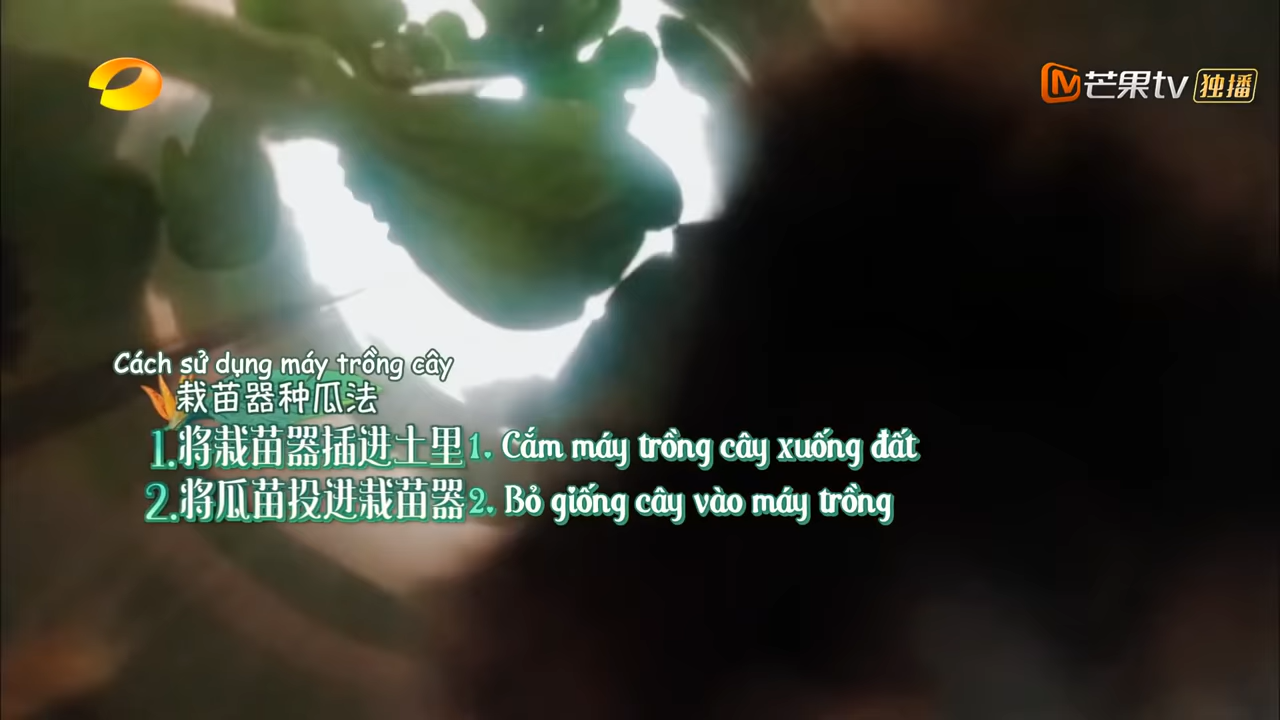 芒果tv 独播
Cách sử dụng máy trồng cây
栽苗器种瓜法
1.将栽苗器插进土里 1. Cắm máy trồng cây xuống đất
2.将瓜苗投进栽苗器 2. Bỏ giống cây vào máy trồng